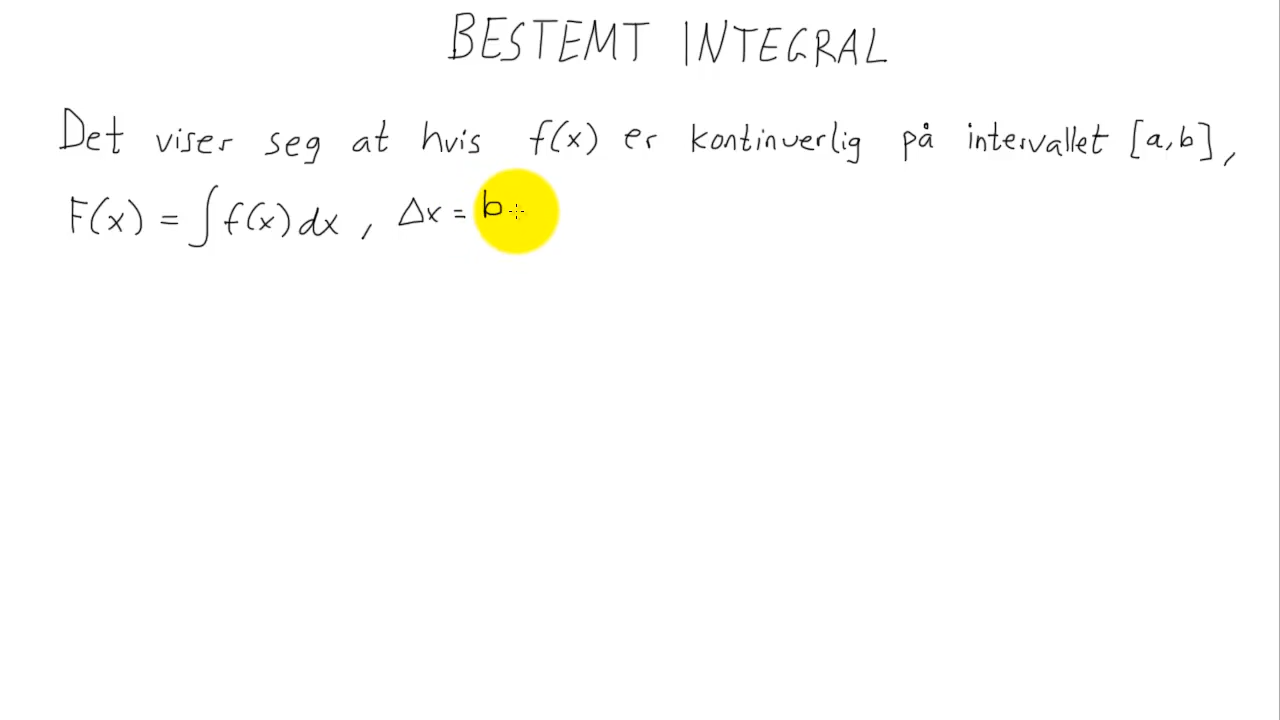 BESTEMT INTEGRAL
Det viser seg at hvis f(x) er kontinuerlig på intervallet [a,b],
F(x) = ∫f(x)dx, Δx = b